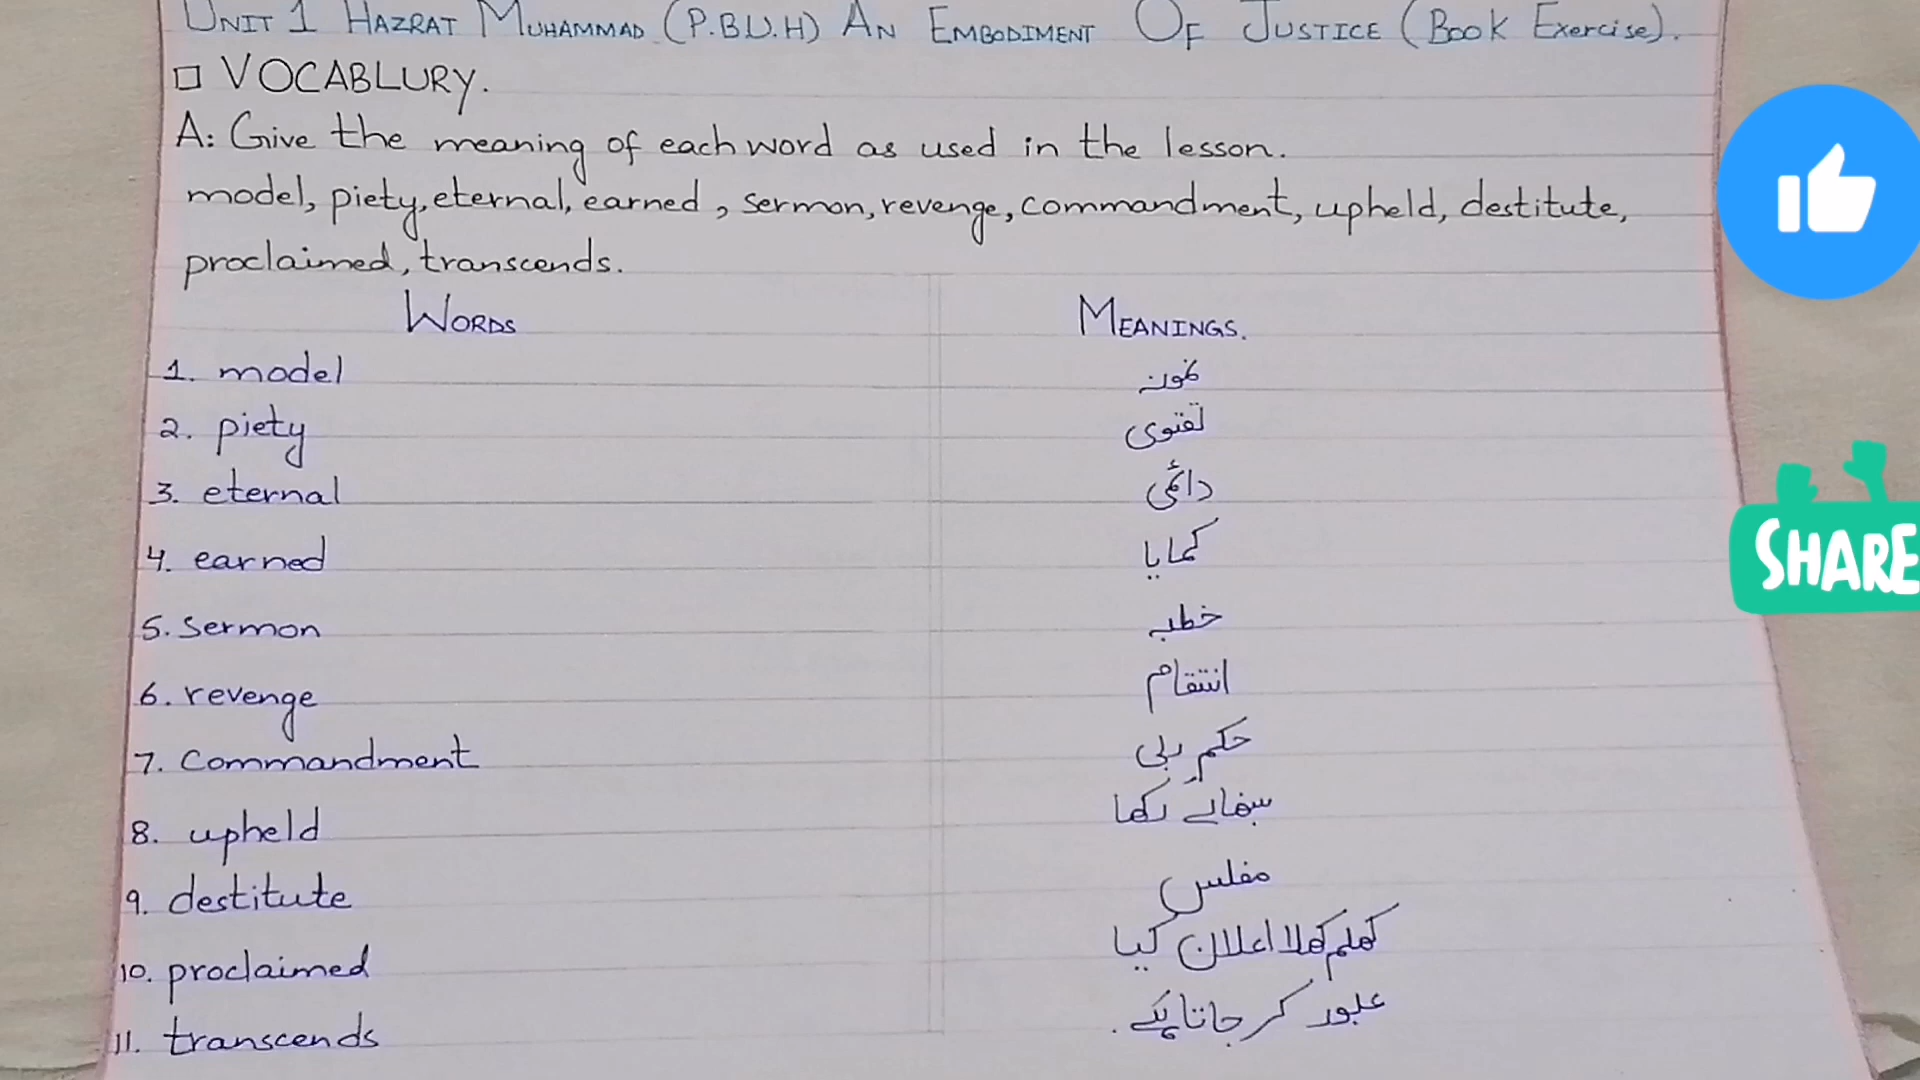 UNIT 1 HAZRAT MUHAMMAD (P.B.U.H) AN EMBODIMENT OF JUSTICE (Book Exercise).
VOCABLURY.
A: Give the meaning of each word as used in the lesson.
model, piety, eternal, earned, sermon, revenge, commandment, upheld, destitute,
proclaimed, transcends.
WORDS MEANINGS.
1. model نمونہ
2. piety تقوی
3. eternal دائمی
4. earned کمایا
5. sermon خطبہ
6. revenge انتقام
7. commandment حکم ربی
8. upheld سنبھالے رکھا
9. destitute مفلس
10. proclaimed کھلم کھلا اعلان کیا
11. transcends عبور کر جاتا ہے.
SHARE